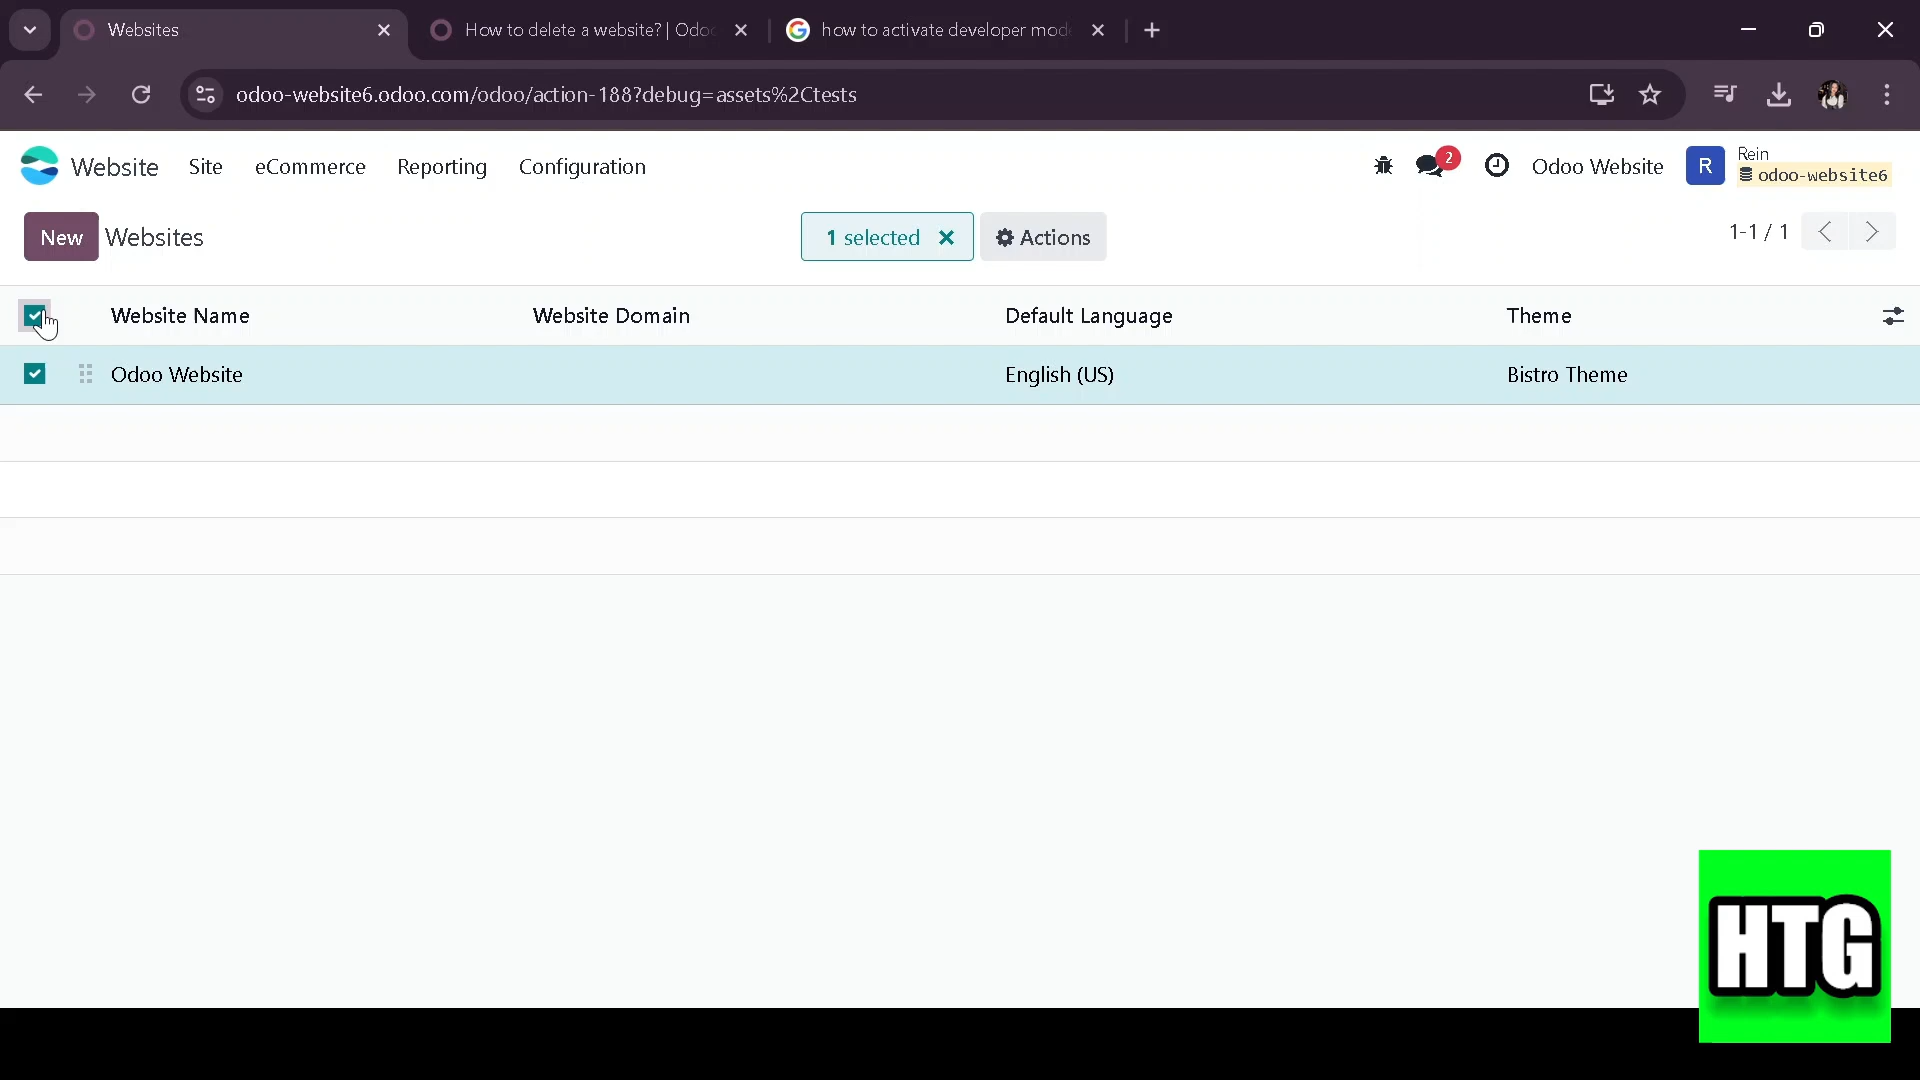 Websites
How to delete a website? | Odoo
how to activate developer mode
odoo-website6.odoo.com/odoo/action-188?debug=assets%2Ctests
Website Site eCommerce Reporting Configuration
2
Odoo Website
R
Rein
odoo-website6
New Websites
1 selected
Actions
1-1 / 1
Website Name Website Domain Default Language Theme
Odoo Website English (US) Bistro Theme
HTG